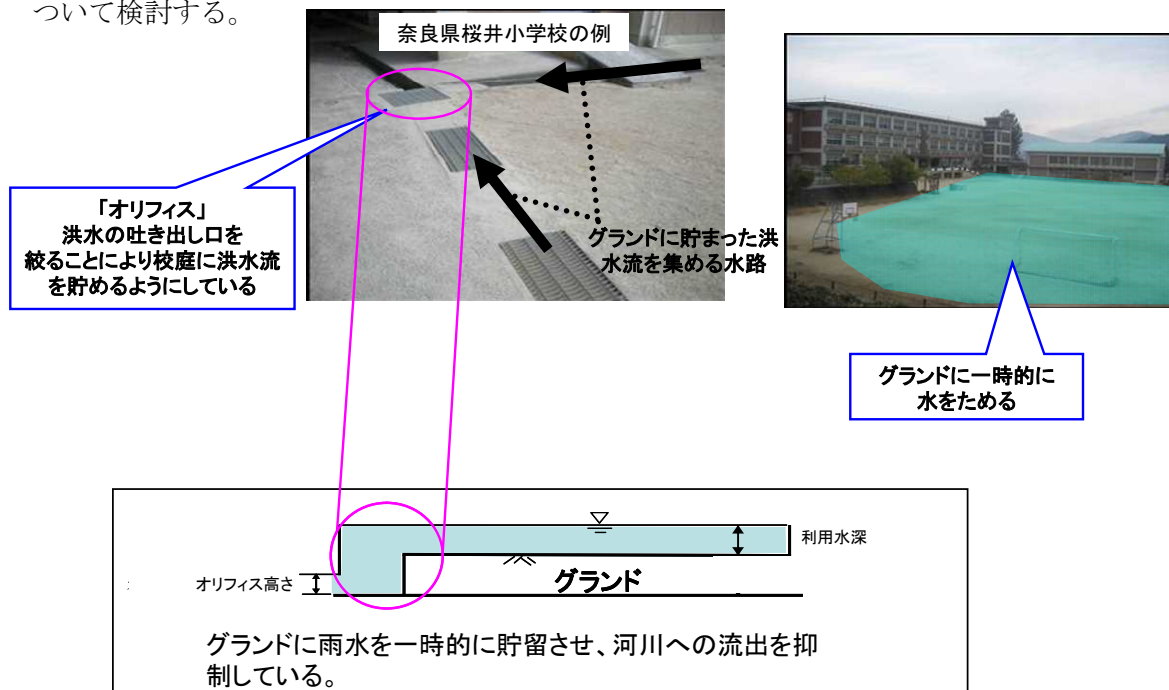 ついて検討する。
奈良県桜井小学校の例
「オリフィス」
洪水の吐き出し口を
絞ることにより校庭に洪水流
を貯めるようにしている
グランドに貯まった洪
水流を集める水路
グランドに一時的に
水をためる
利用水深
オリフィス高さ
グランド
グランドに雨水を一時的に貯留させ、河川への流出を抑
制している。